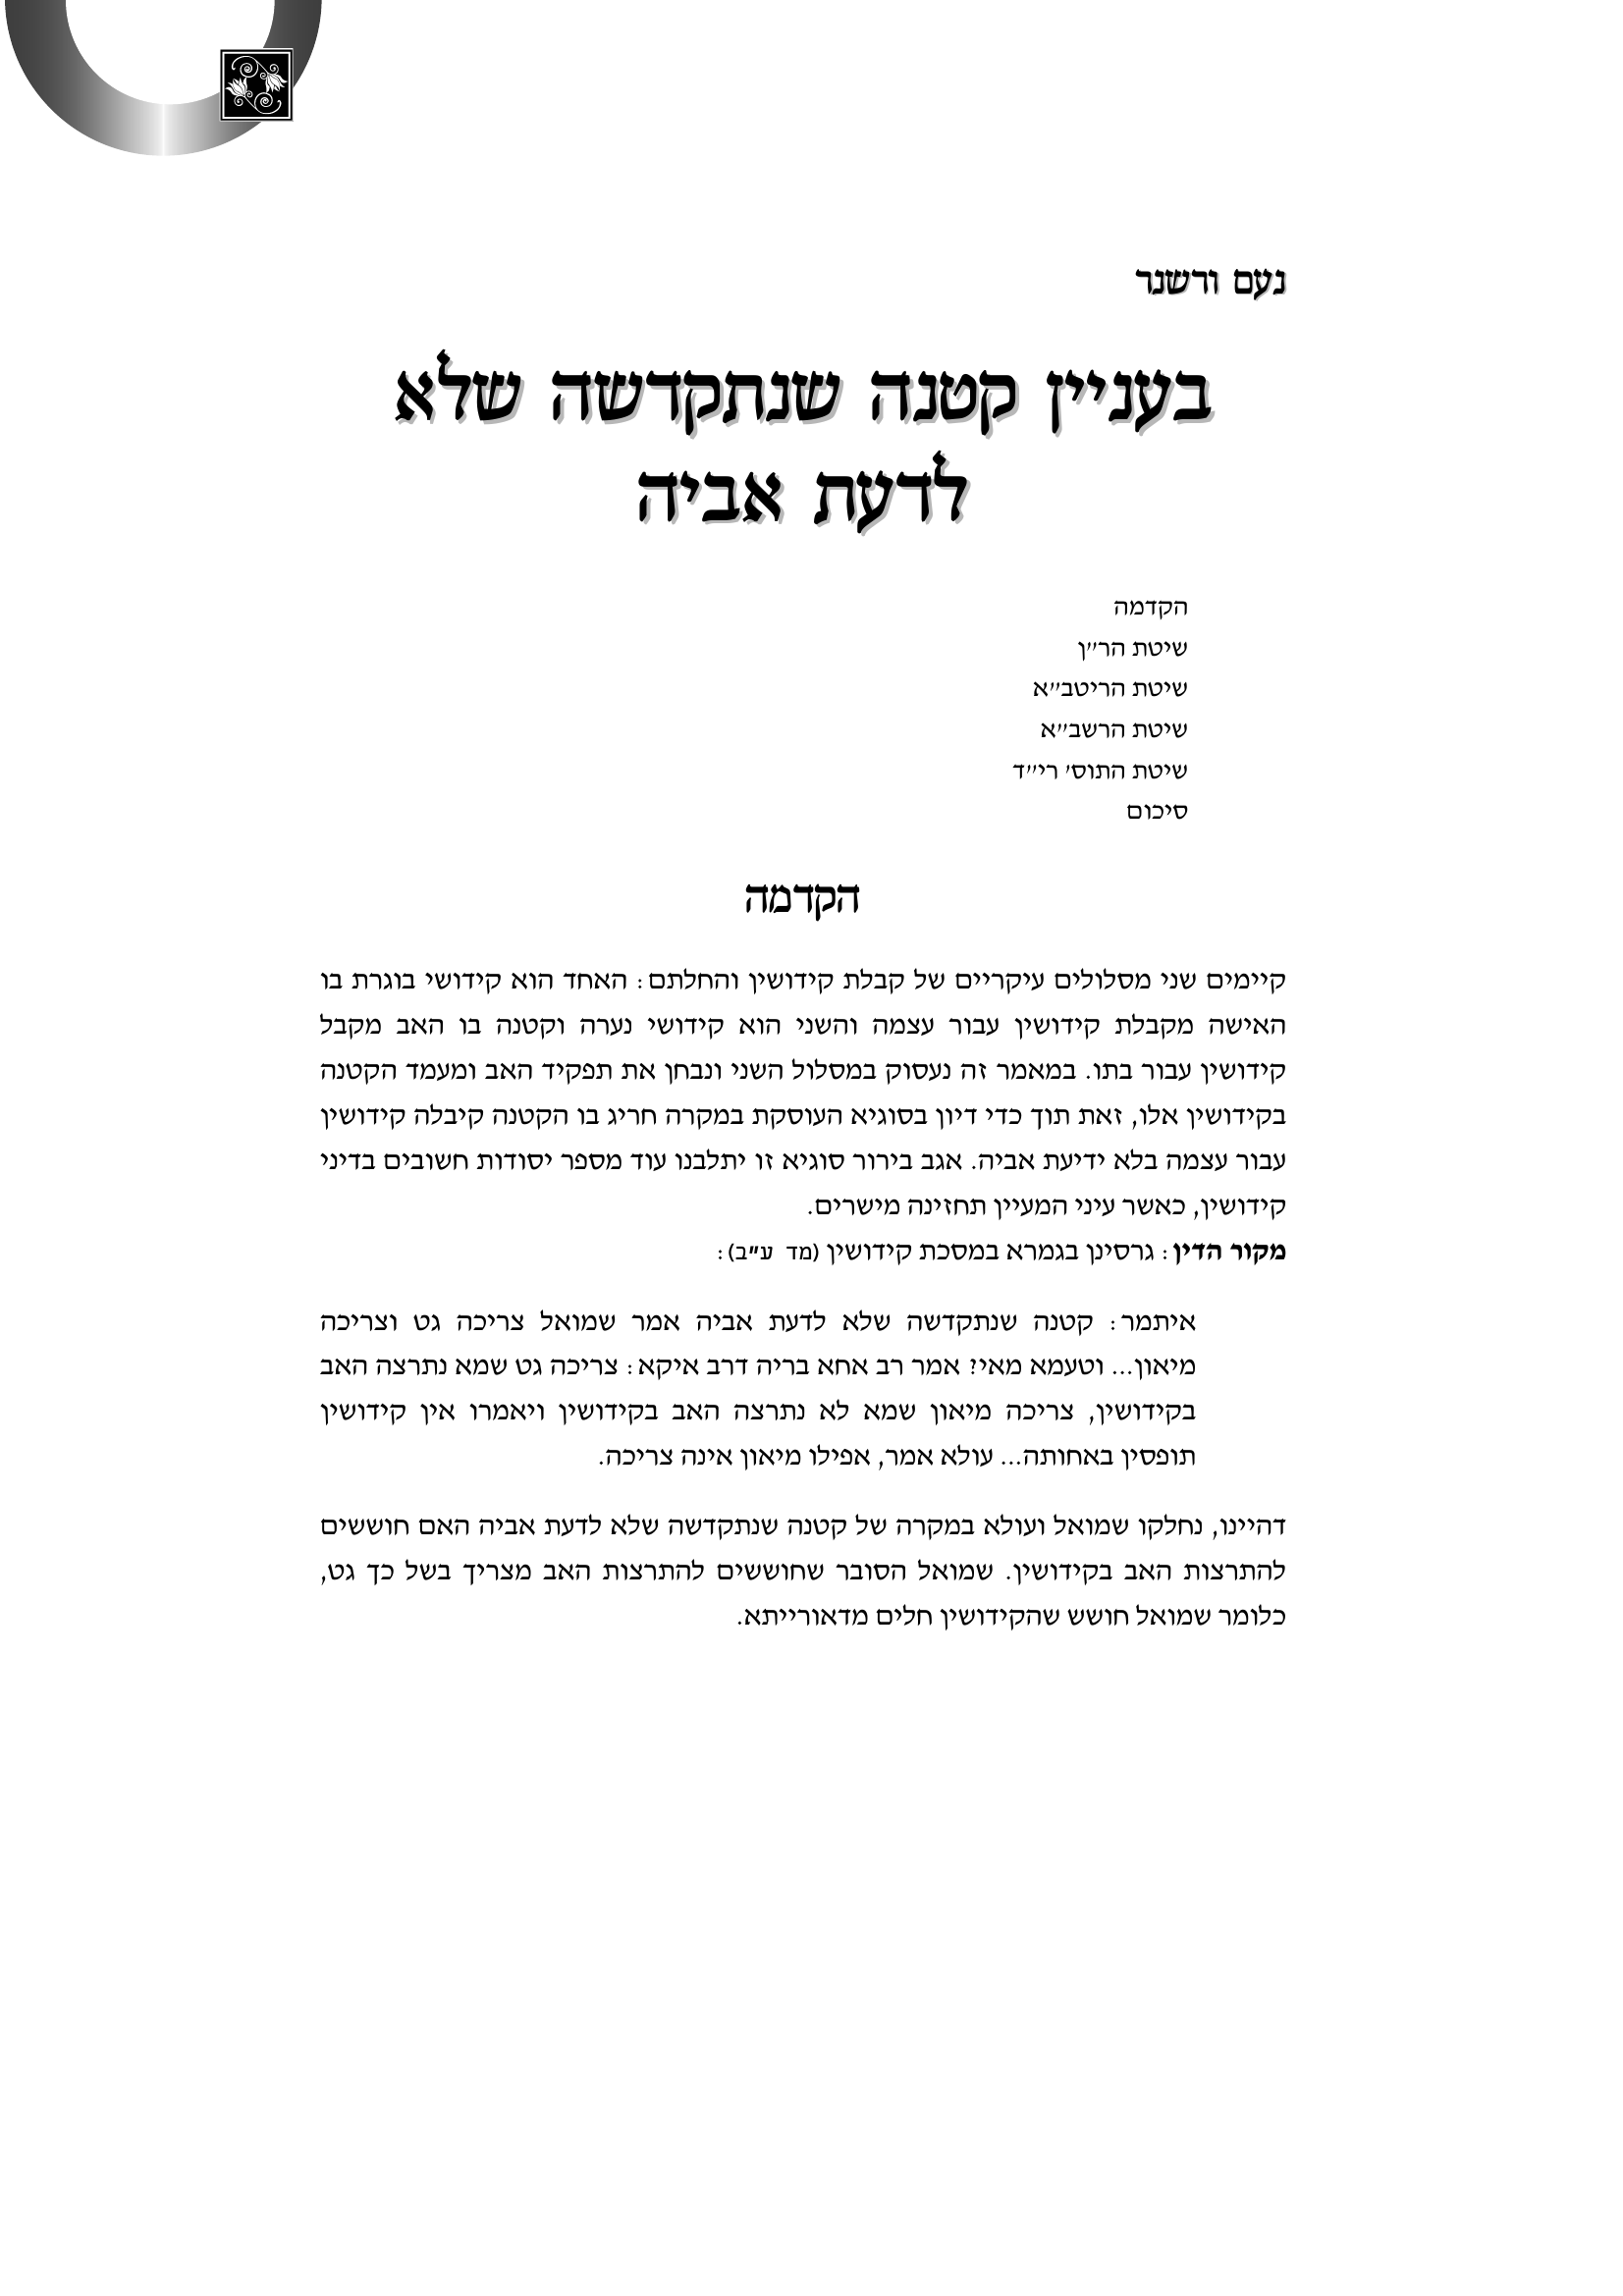 נעם ורשנר
בעניין קטנה שנתקדשה שלא
לדעת אביה
הקדמה
שיטת הר״ן
שיטת הריטב״א
שיטת הרשב״א
שיטת התוס׳ רי״ד
סיכום
הקדמה
קיימים שני מסלולים עיקריים של קבלת קידושין והחלתם: האחד הוא קידושי בוגרת בו
האישה מקבלת קידושין עבור עצמה והשני הוא קידושי נערה וקטנה בו האב מקבל
קידושין עבור בתו. במאמר זה נעסוק במסלול השני ונבחן את תפקיד האב ומעמד הקטנה
בקידושין אלו, זאת תוך כדי דיון בסוגיא העוסקת במקרה חריג בו הקטנה קיבלה קידושין
עבור עצמה בלא ידיעת אביה. אגב בירור סוגיא זו יתלבנו עוד מספר יסודות חשובים בדיני
קידושין, כאשר עיני המעיין תחזינה מישרים.
מקור הדין: גרסינן בגמרא במסכת קידושין (מד ע״ב):
איתמר: קטנה שנתקדשה שלא לדעת אביה אמר שמואל צריכה גט וצריכה
מיאון... וטעמא מאי? אמר רב אחא בריה דרב איקא: צריכה גט שמא נתרצה האב
בקידושין, צריכה מיאון שמא לא נתרצה האב בקידושין ויאמרו אין קידושין
תופסין באחותה... עולא אמר, אפילו מיאון אינה צריכה.
דהיינו, נחלקו שמואל ועולא במקרה של קטנה שנתקדשה שלא לדעת אביה האם חוששים
להתרצות האב בקידושין. שמואל הסובר שחוששים להתרצות האב מצריך בשל כך גט,
כלומר שמואל חושש שהקידושין חלים מדאורייתא.